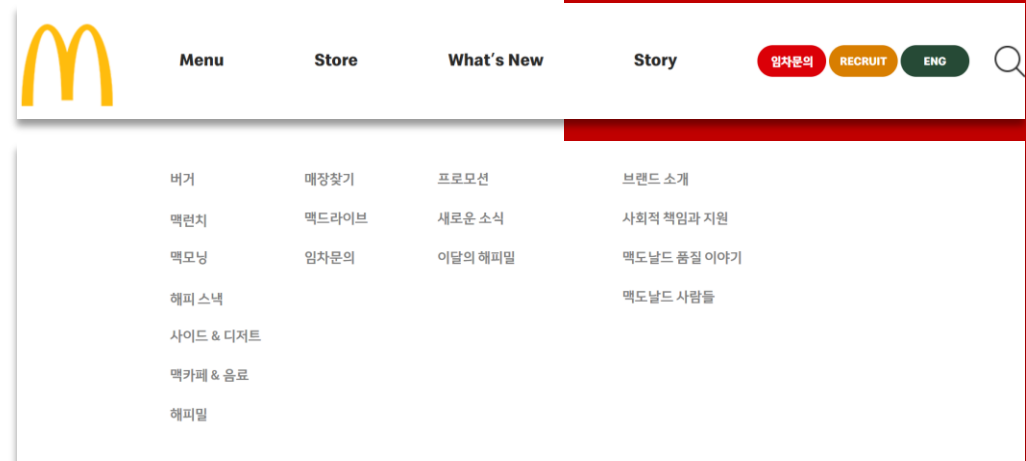 Menu
Store
What's New
Story
임차문의
RECRUIT
ENG
버거
맥런치
맥모닝
해피 스낵
사이드 & 디저트
맥카페 & 음료
해피밀
매장찾기
맥드라이브
임차문의
프로모션
새로운 소식
이달의 해피밀
브랜드 소개
사회적 책임과 지원
맥도날드 품질 이야기
맥도날드 사람들